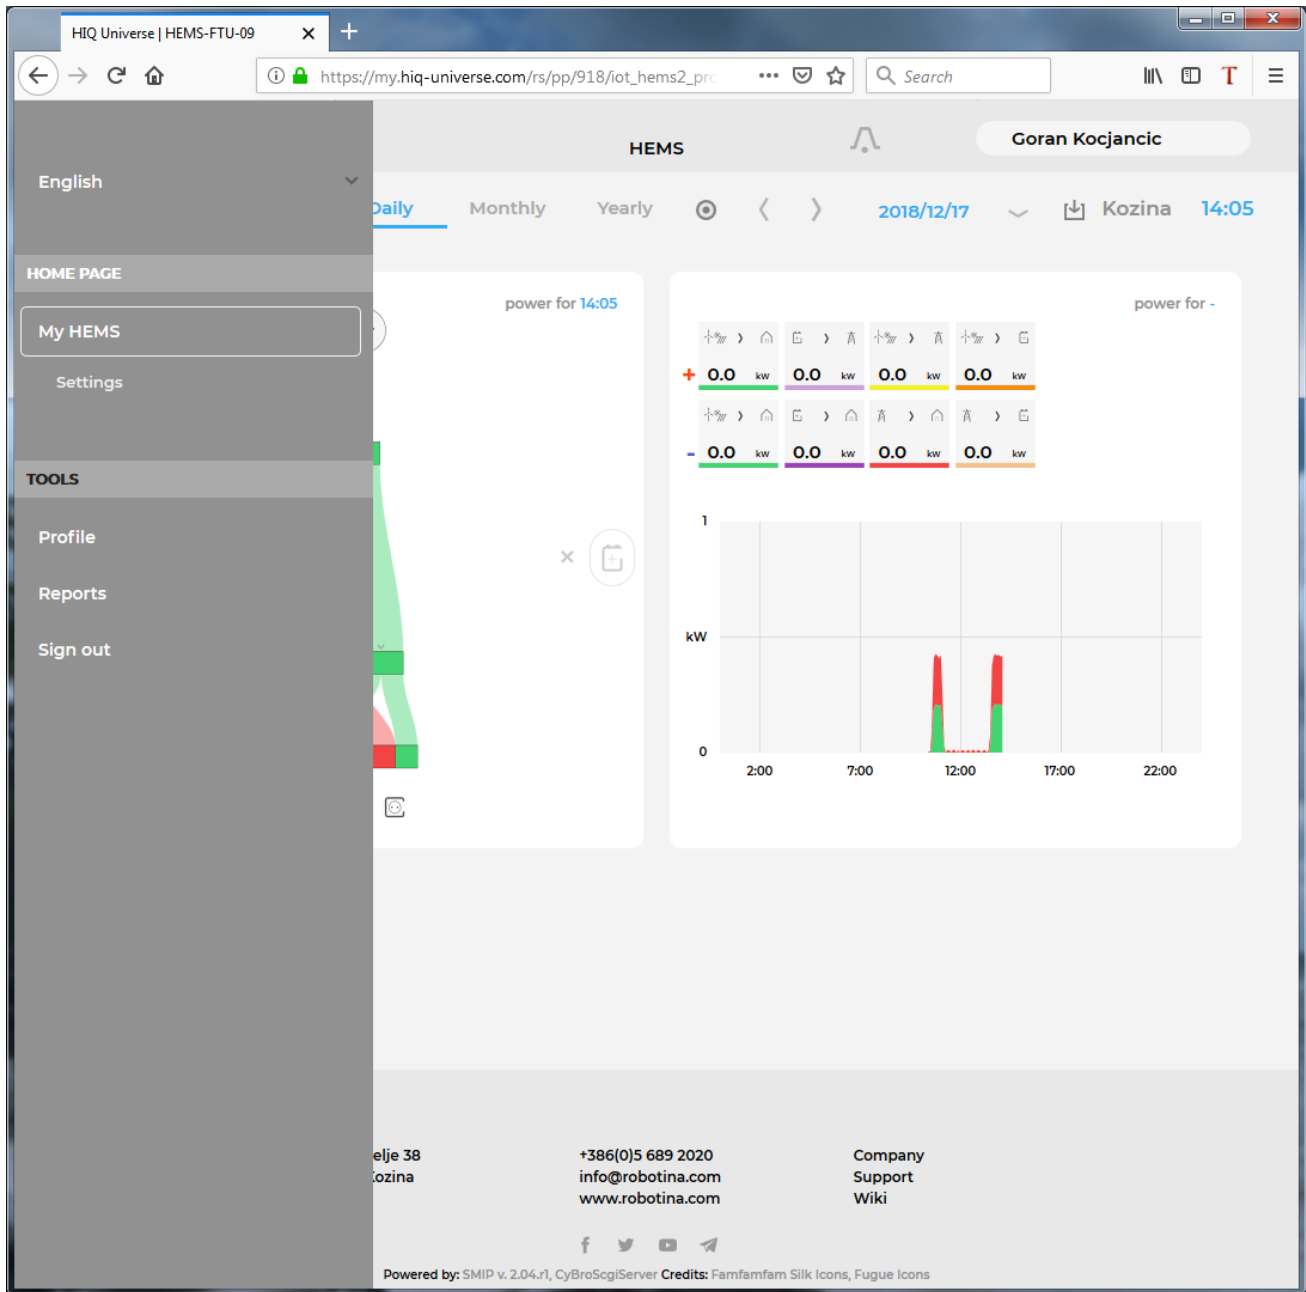 HIQ Universe | HEMS-FTU-09
https://my.hiq-universe.com/rs/pp/918/iot_hems2_prc
Search
HEMS
Goran Kocjancic
English
Daily Monthly Yearly 2018/12/17 Kozina 14:05
HOME PAGE
My HEMS
Settings
TOOLS
Profile
Reports
Sign out
power for 14:05
power for -
+ 0.0 kw 0.0 kw 0.0 kw 0.0 kw
- 0.0 kw 0.0 kw 0.0 kw 0.0 kw
1
kW
0
2:00 7:00 12:00 17:00 22:00
elje 38
Kozina
+386(0)5 689 2020
info@robotina.com
www.robotina.com
Company
Support
Wiki
Powered by: SMIP v. 2.04.r1, CyBroScgiServer Credits: Famfamfam Silk Icons, Fugue Icons